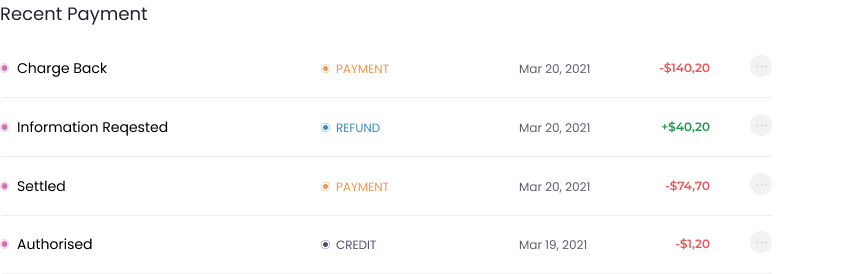 Recent Payment
Charge Back PAYMENT Mar 20, 2021 -$140,20
Information Reqested REFUND Mar 20, 2021 +$40,20
Settled PAYMENT Mar 20, 2021 -$74,70
Authorised CREDIT Mar 19, 2021 -$1,20